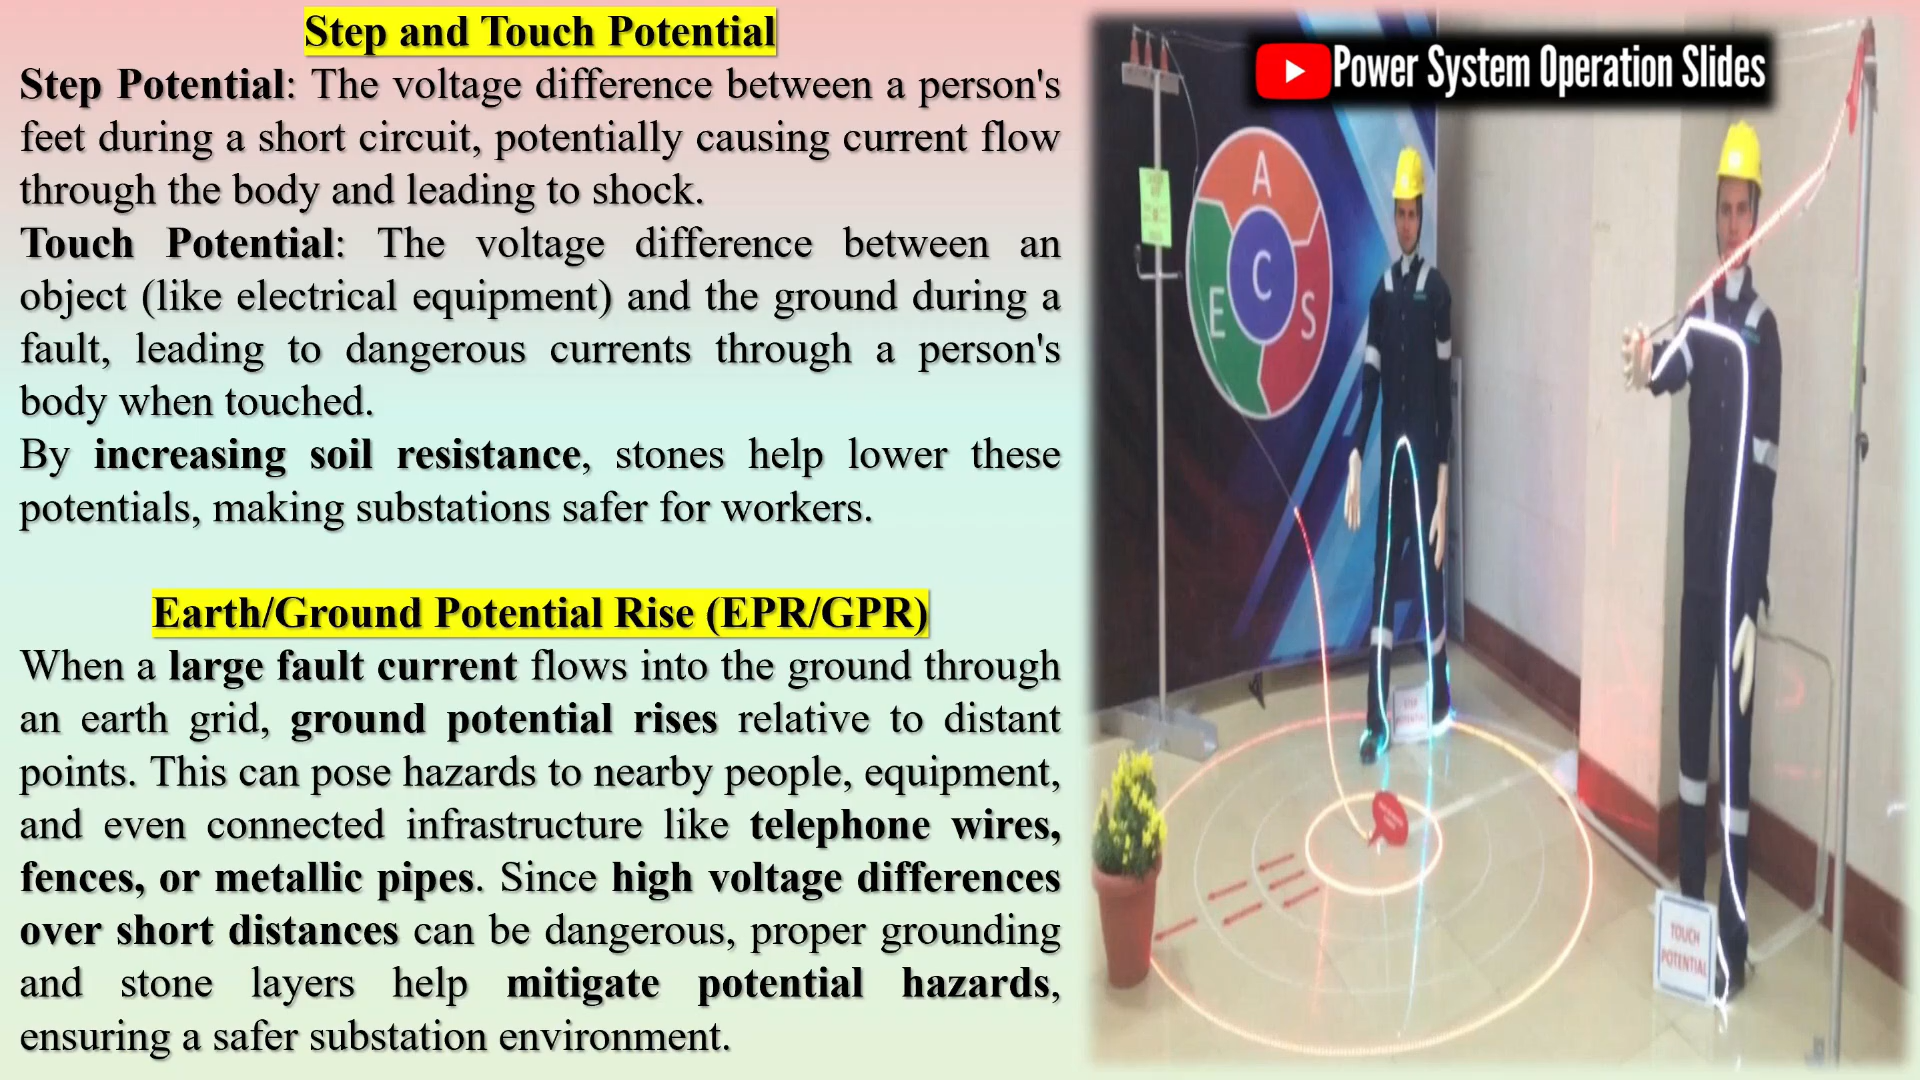 Step and Touch Potential
Step Potential: The voltage difference between a person's
feet during a short circuit, potentially causing current flow
through the body and leading to shock.
Touch Potential: The voltage difference between an
object (like electrical equipment) and the ground during a
fault, leading to dangerous currents through a person's
body when touched.
By increasing soil resistance, stones help lower these
potentials, making substations safer for workers.
Earth/Ground Potential Rise (EPR/GPR)
When a large fault current flows into the ground through
an earth grid, ground potential rises relative to distant
points. This can pose hazards to nearby people, equipment,
and even connected infrastructure like telephone wires,
fences, or metallic pipes. Since high voltage differences
over short distances can be dangerous, proper grounding
and stone layers help mitigate potential hazards,
ensuring a safer substation environment.
Power System Operation Slides
A
C
E
S
STEP
POTENTIAL
TOUCH
POTENTIAL